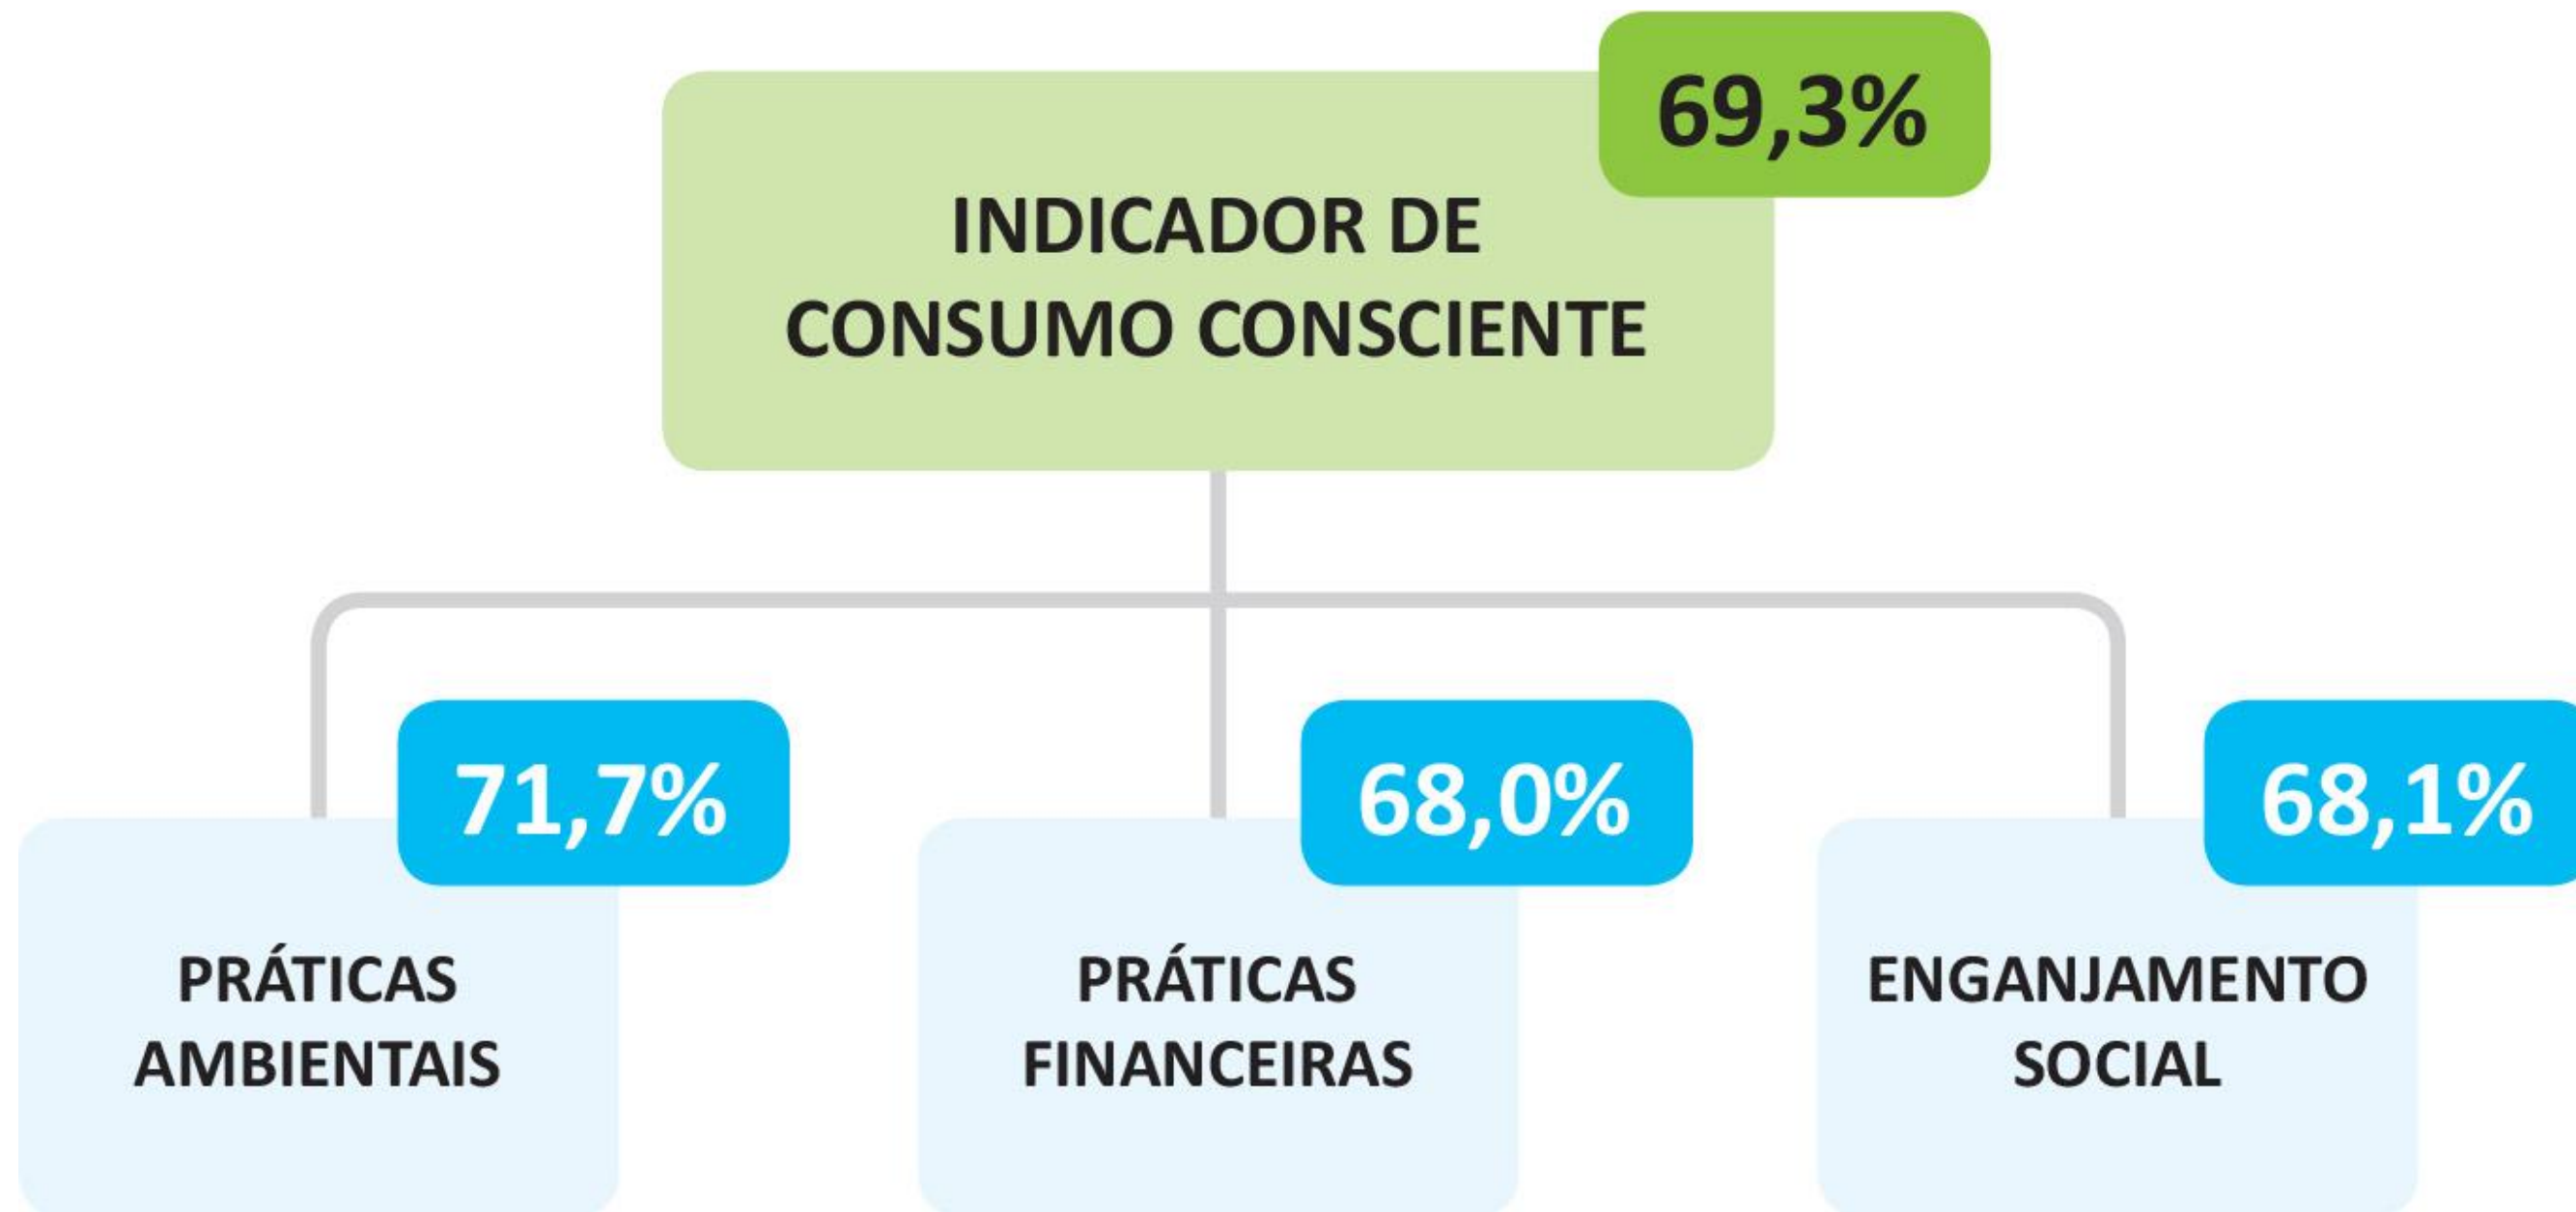 69,3%
INDICADOR DE
CONSUMO CONSCIENTE
71,7%
PRÁTICAS
AMBIENTAIS
68,0%
PRÁTICAS
FINANCEIRAS
68,1%
ENGANJAMENTO
SOCIAL